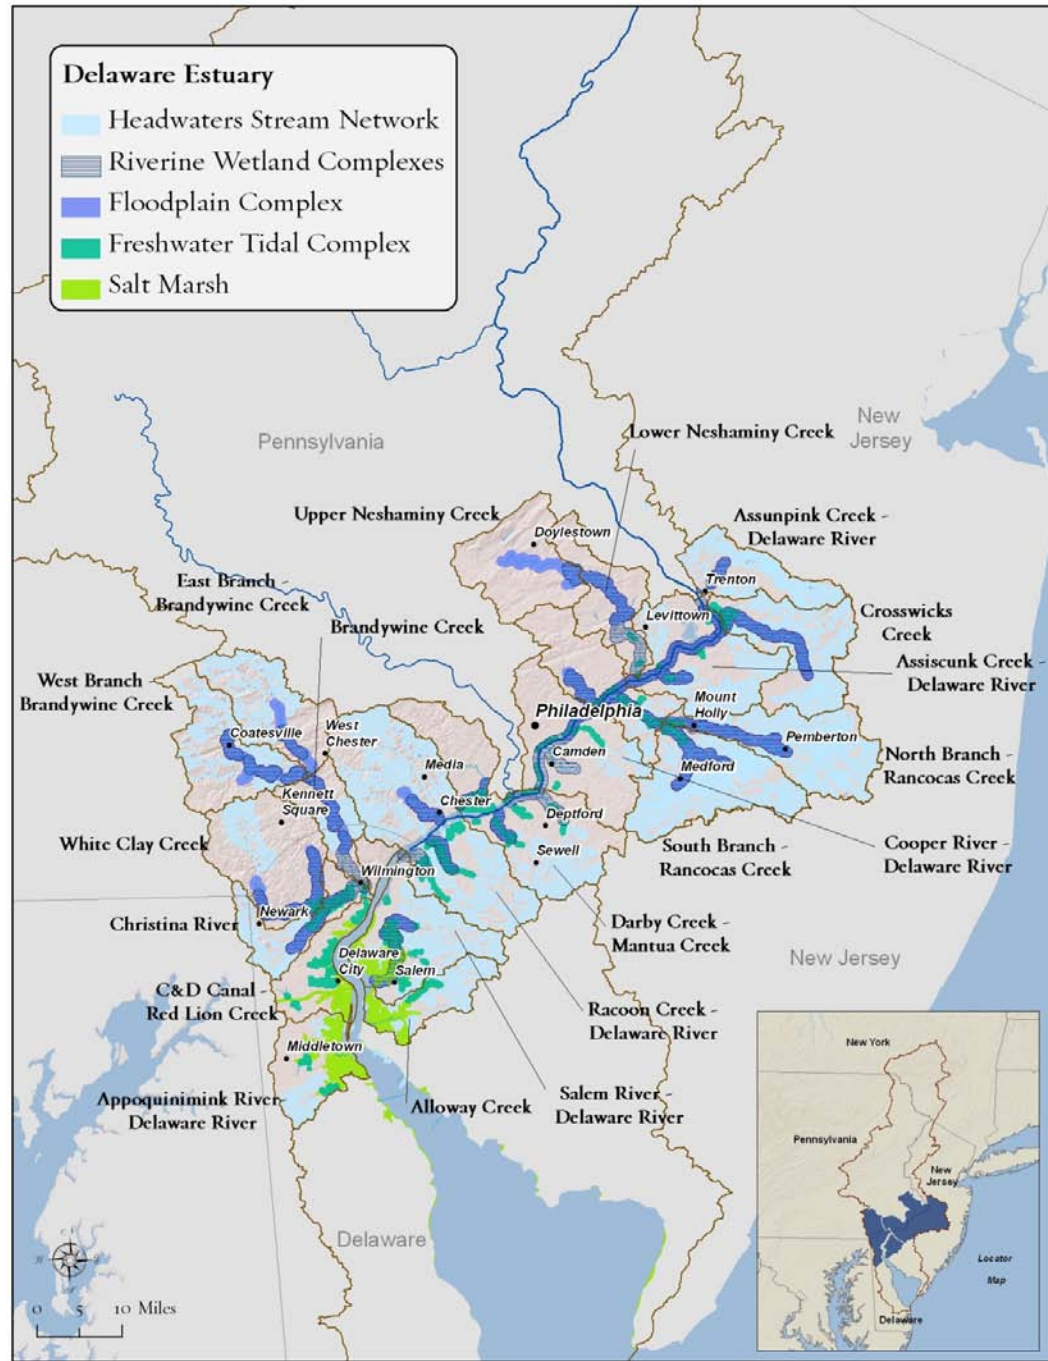 Delaware Estuary
Headwaters Stream Network
Riverine Wetland Complexes
Floodplain Complex
Freshwater Tidal Complex
Salt Marsh
Pennsylvania
New
Jersey
Lower Neshaminy Creek
Upper Neshaminy Creek
Doylestown
Assunpink Creek -
Delaware River
Trenton
East Branch -
Brandywine Creek
Brandywine Creek
Levittown
Crosswicks
Creek
Assiscunk Creek -
Delaware River
West Branch -
Brandywine Creek
Mount
Holly
Philadelphia
Coatesville
West
Chester
Pemberton
Camden
Media
Medford
North Branch -
Rancocas Creek
Kennett
Square
Chester
Deptford
White Clay Creek
Sewell
South Branch -
Rancocas Creek
Cooper River -
Delaware River
Wilmington
Christina River
Newark
Darby Creek -
Mantua Creek
New Jersey
Delaware
City
Salem
C&D Canal -
Red Lion Creek
Racoon Creek -
Delaware River
Middletown
Appoquinimink River-
Delaware River
Alloway Creek
Salem River -
Delaware River
Delaware
0 5 10 Miles
New York
Pennsylvania
New
Jersey
Locator
Map
Delaware